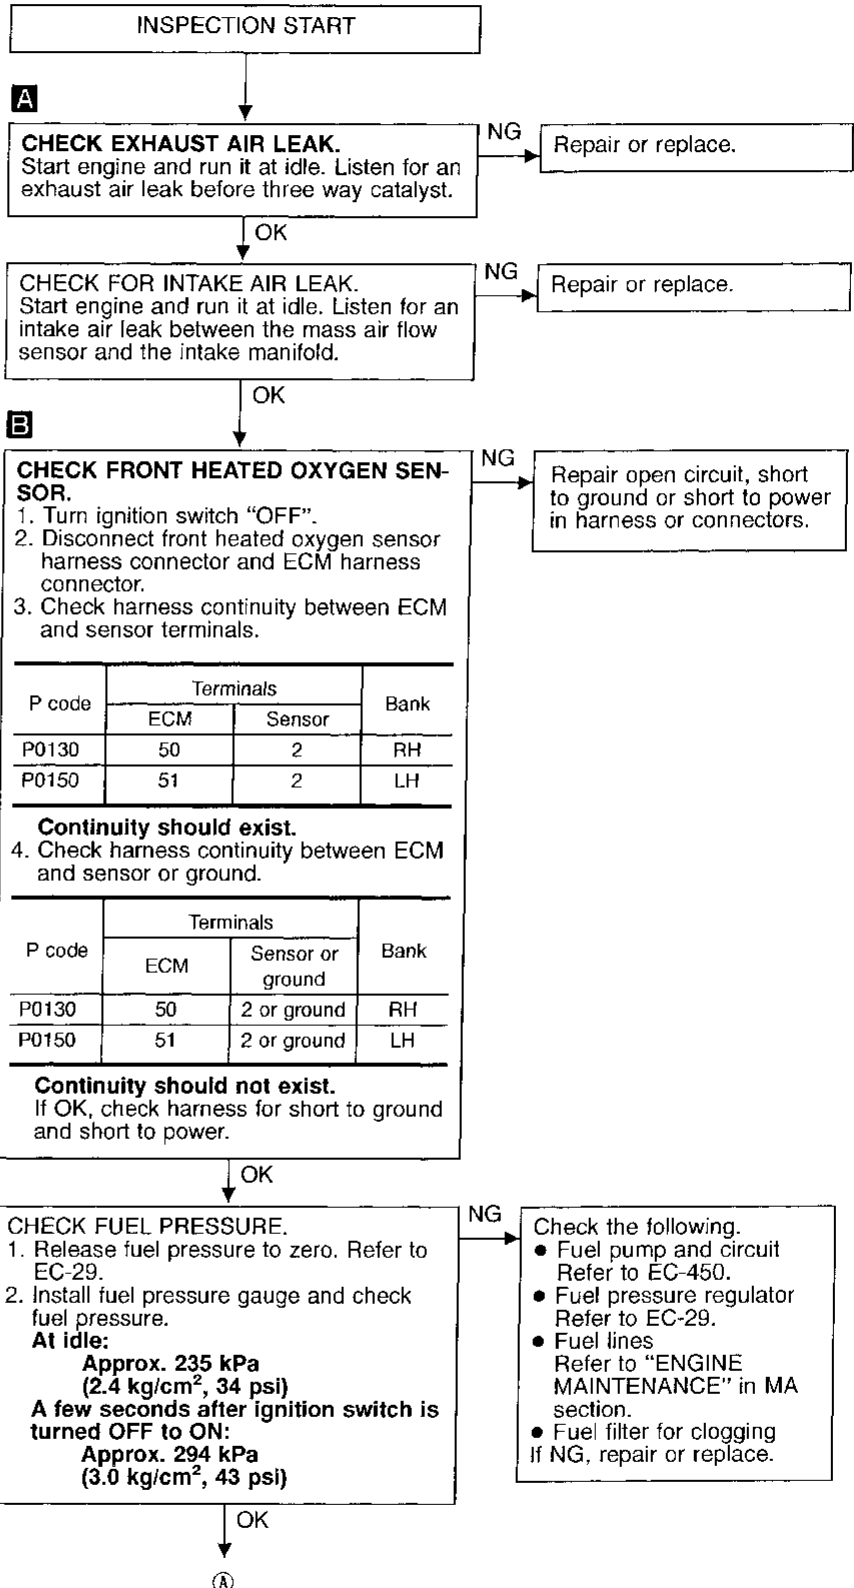 INSPECTION START
A
CHECK EXHAUST AIR LEAK.
Start engine and run it at idle. Listen for an
exhaust air leak before three way catalyst.
NG
Repair or replace.
OK
CHECK FOR INTAKE AIR LEAK.
Start engine and run it at idle. Listen for an
intake air leak between the mass air flow
sensor and the intake manifold.
NG
Repair or replace.
OK
B
CHECK FRONT HEATED OXYGEN SEN-
SOR.
1. Turn ignition switch “OFF”.
2. Disconnect front heated oxygen sensor
harness connector and ECM harness
connector.
3. Check harness continuity between ECM
and sensor terminals.
NG
Repair open circuit, short
to ground or short to power
in harness or connectors.
P code Terminals Bank
ECM Sensor
P0130 50 2 RH
P0150 51 2 LH
Continuity should exist.
4. Check harness continuity between ECM
and sensor or ground.
P code Terminals Bank
ECM Sensor or
ground
P0130 50 2 or ground RH
P0150 51 2 or ground LH
Continuity should not exist.
If OK, check harness for short to ground
and short to power.
OK
CHECK FUEL PRESSURE.
1. Release fuel pressure to zero. Refer to
EC-29.
2. Install fuel pressure gauge and check
fuel pressure.
At idle:
Approx. 235 kPa
(2.4 kg/cm², 34 psi)
A few seconds after ignition switch is
turned OFF to ON:
Approx. 294 kPa
(3.0 kg/cm², 43 psi)
NG
Check the following.
● Fuel pump and circuit
Refer to EC-450.
● Fuel pressure regulator
Refer to EC-29.
● Fuel lines
Refer to “ENGINE
MAINTENANCE” in MA
section.
● Fuel filter for clogging
If NG, repair or replace.
OK
Ⓐ